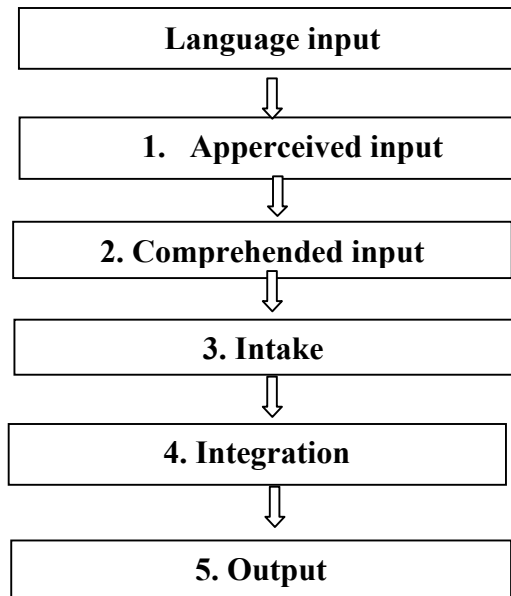 Language input
1. Apperceived input
2. Comprehended input
3. Intake
4. Integration
5. Output